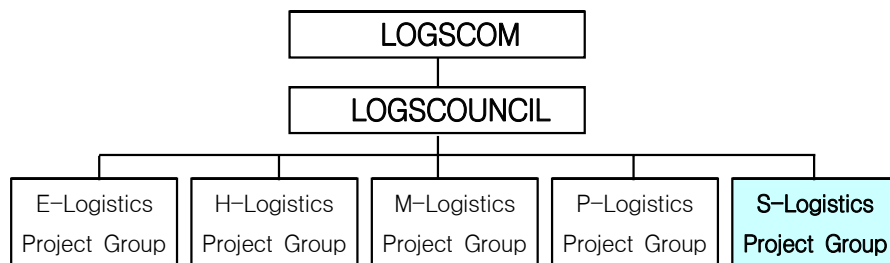 LOGSCOM
LOGSCOUNCIL
E-Logistics
Project Group
H-Logistics
Project Group
M-Logistics
Project Group
P-Logistics
Project Group
S-Logistics
Project Group